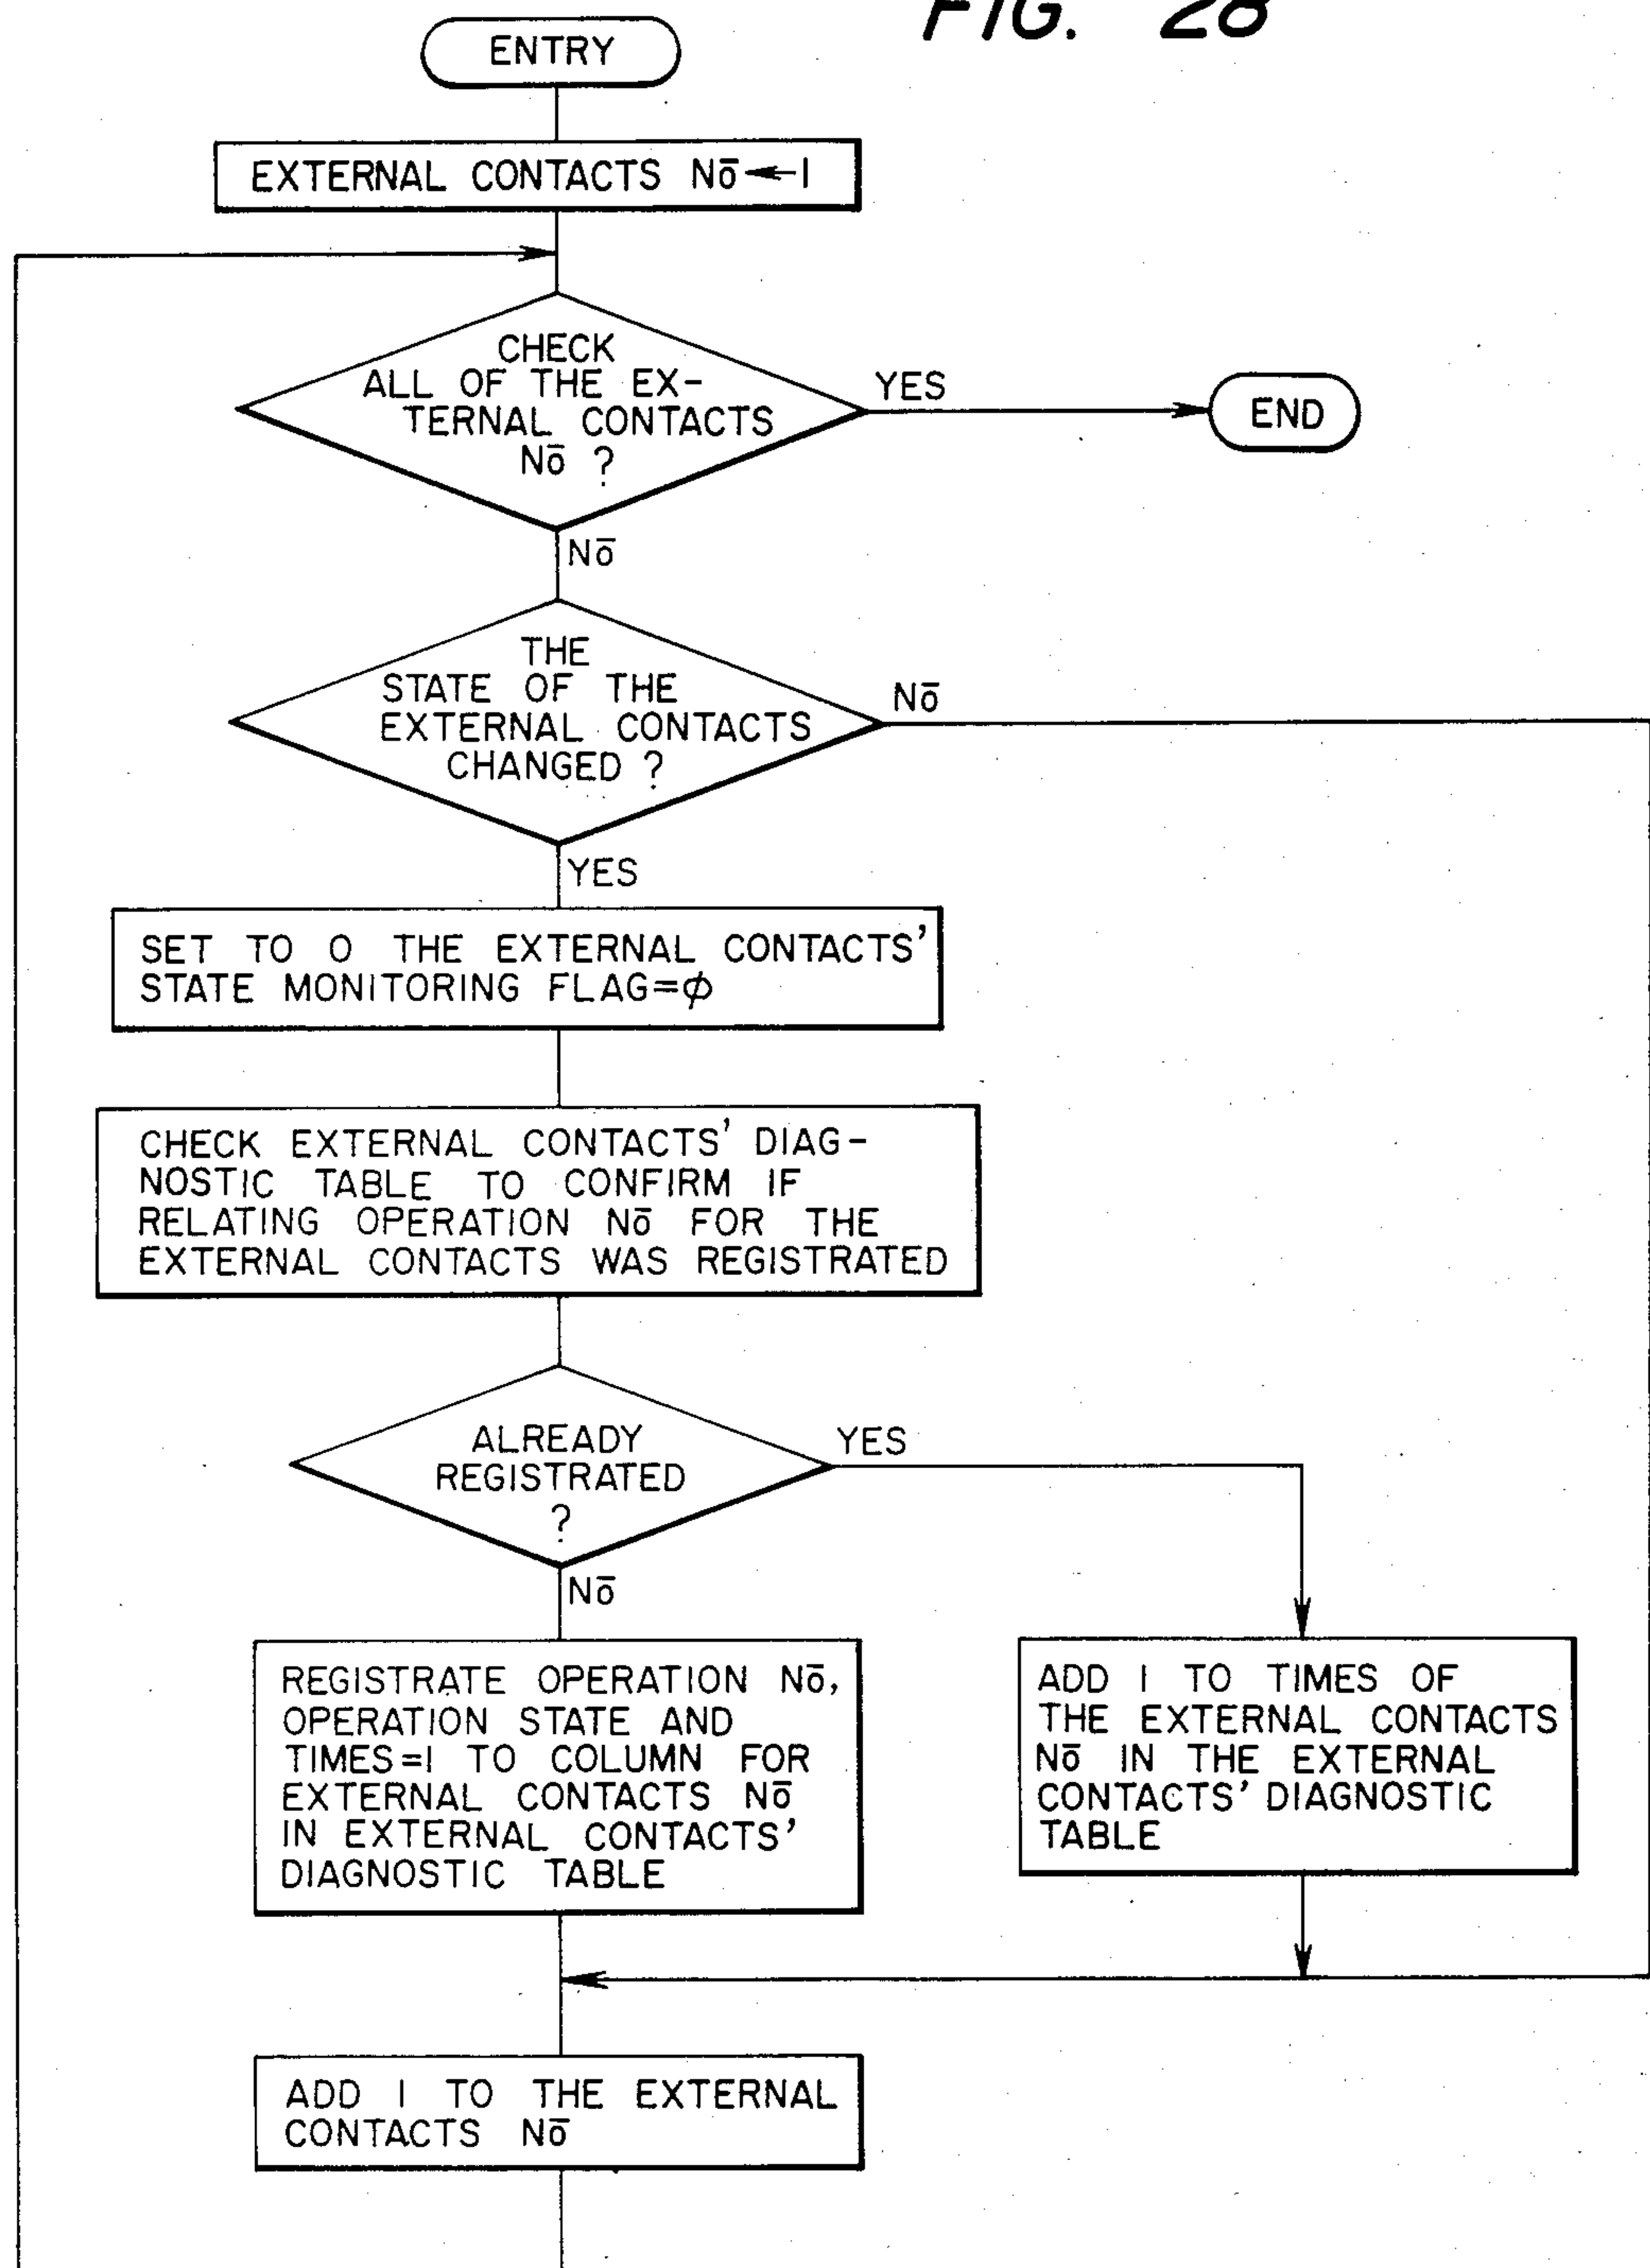 FIG. 28
ENTRY
EXTERNAL CONTACTS Nō←1
CHECK
ALL OF THE EX-
TERNAL CONTACTS
Nō ?
YES
END
Nō
THE
STATE OF THE
EXTERNAL CONTACTS
CHANGED ?
Nō
YES
SET TO 0 THE EXTERNAL CONTACTS'
STATE MONITORING FLAG=φ
CHECK EXTERNAL CONTACTS' DIAG-
NOSTIC TABLE TO CONFIRM IF
RELATING OPERATION Nō FOR THE
EXTERNAL CONTACTS WAS REGISTRATED
ALREADY
REGISTRATED
?
YES
Nō
REGISTRATE OPERATION Nō,
OPERATION STATE AND
TIMES=1 TO COLUMN FOR
EXTERNAL CONTACTS Nō
IN EXTERNAL CONTACTS'
DIAGNOSTIC TABLE
ADD 1 TO TIMES OF
THE EXTERNAL CONTACTS
Nō IN THE EXTERNAL
CONTACTS' DIAGNOSTIC
TABLE
ADD 1 TO THE EXTERNAL
CONTACTS Nō